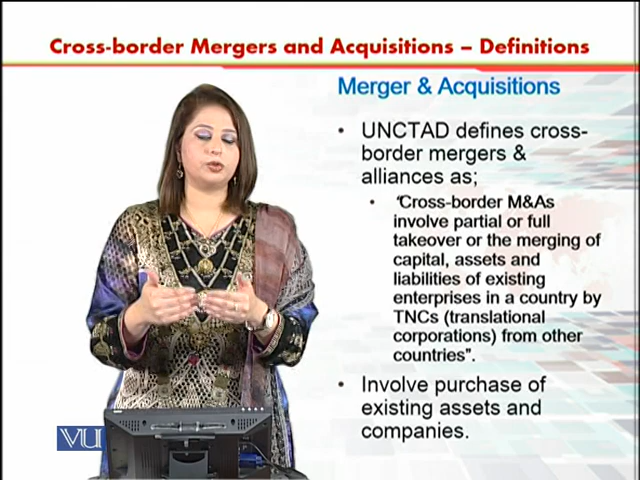 Cross-border Mergers and Acquisitions – Definitions
Merger & Acquisitions
• UNCTAD defines cross-
border mergers &
alliances as;
• “Cross-border M&As
involve partial or full
takeover or the merging of
capital, assets and
liabilities of existing
enterprises in a country by
TNCs (translational
corporations) from other
countries”.
• Involve purchase of
existing assets and
companies.
VU